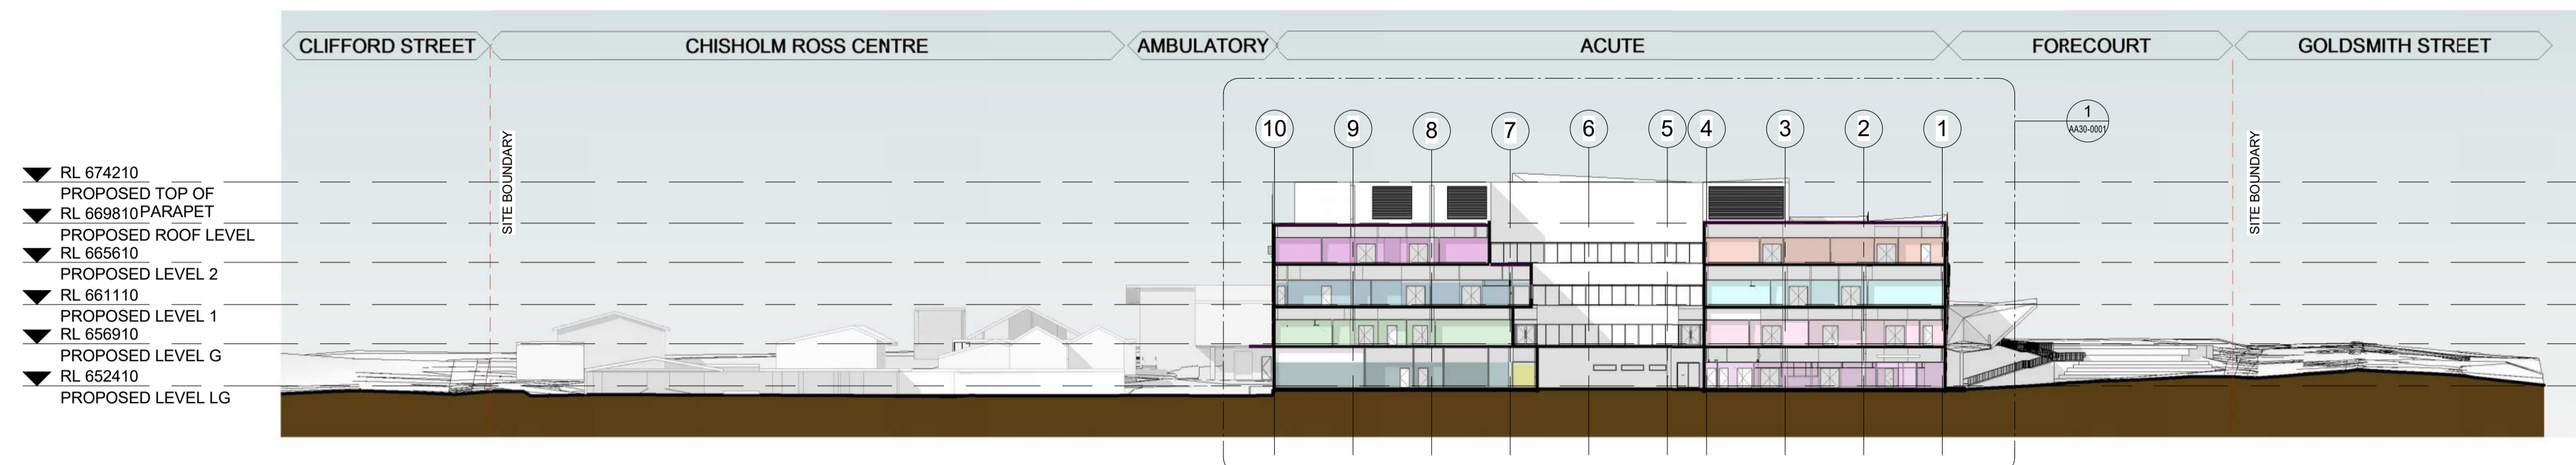 CLIFFORD STREET
CHISHOLM ROSS CENTRE
AMBULATORY
ACUTE
FORECOURT
GOLDSMITH STREET
10
9
8
7
6
5
4
3
2
1
1
AA30-0001
SITE BOUNDARY
SITE BOUNDARY
RL 674210
PROPOSED TOP OF
PARAPET
RL 669810
PROPOSED ROOF LEVEL
RL 665610
PROPOSED LEVEL 2
RL 661110
PROPOSED LEVEL 1
RL 656910
PROPOSED LEVEL G
RL 652410
PROPOSED LEVEL LG